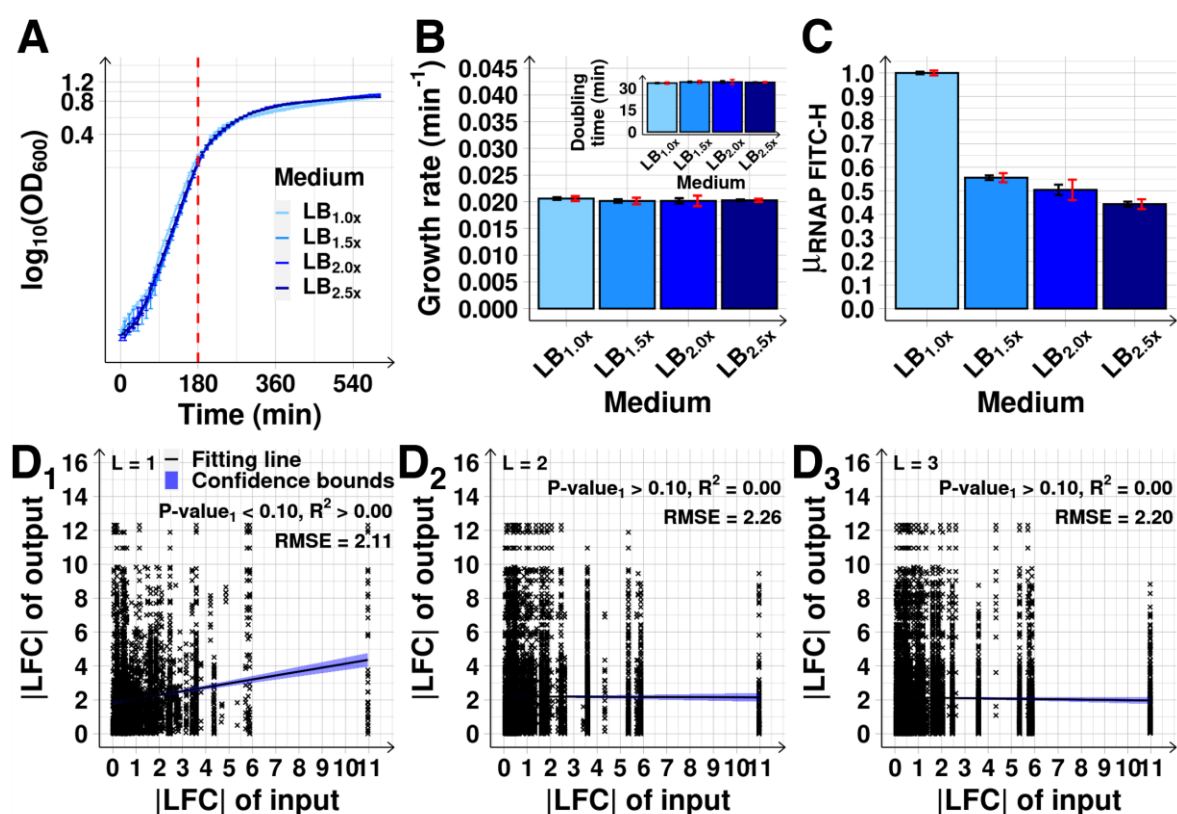 A
log₁₀(OD₆₀₀)
1.2
0.8
0.4
Medium
LB₁.₀ₓ
LB₁.₅ₓ
LB₂.₀ₓ
LB₂.₅ₓ
0 180 360 540
Time (min)
B
Growth rate (min⁻¹)
0.045
0.040
0.035
0.030
0.025
0.020
0.015
0.010
0.005
0.000
Doubling
time (min)
30
15
0
LB₁.₀ₓ LB₁.₅ₓ LB₂.₀ₓ LB₂.₅ₓ
Medium
LB₁.₀ₓ LB₁.₅ₓ LB₂.₀ₓ LB₂.₅ₓ
Medium
C
μRNAP FITC-H
1.0
0.9
0.8
0.7
0.6
0.5
0.4
0.3
0.2
0.1
0.0
LB₁.₀ₓ LB₁.₅ₓ LB₂.₀ₓ LB₂.₅ₓ
Medium
D₁
|LFC| of output
16
14
12
10
8
6
4
2
0
L = 1
Fitting line
Confidence bounds
P-value₁ < 0.10, R² > 0.00
RMSE = 2.11
0 1 2 3 4 5 6 7 8 9 10 11
|LFC| of input
D₂
|LFC| of output
16
14
12
10
8
6
4
2
0
L = 2
P-value₁ > 0.10, R² = 0.00
RMSE = 2.26
0 1 2 3 4 5 6 7 8 9 10 11
|LFC| of input
D₃
|LFC| of output
16
14
12
10
8
6
4
2
0
L = 3
P-value₁ > 0.10, R² = 0.00
RMSE = 2.20
0 1 2 3 4 5 6 7 8 9 10 11
|LFC| of input